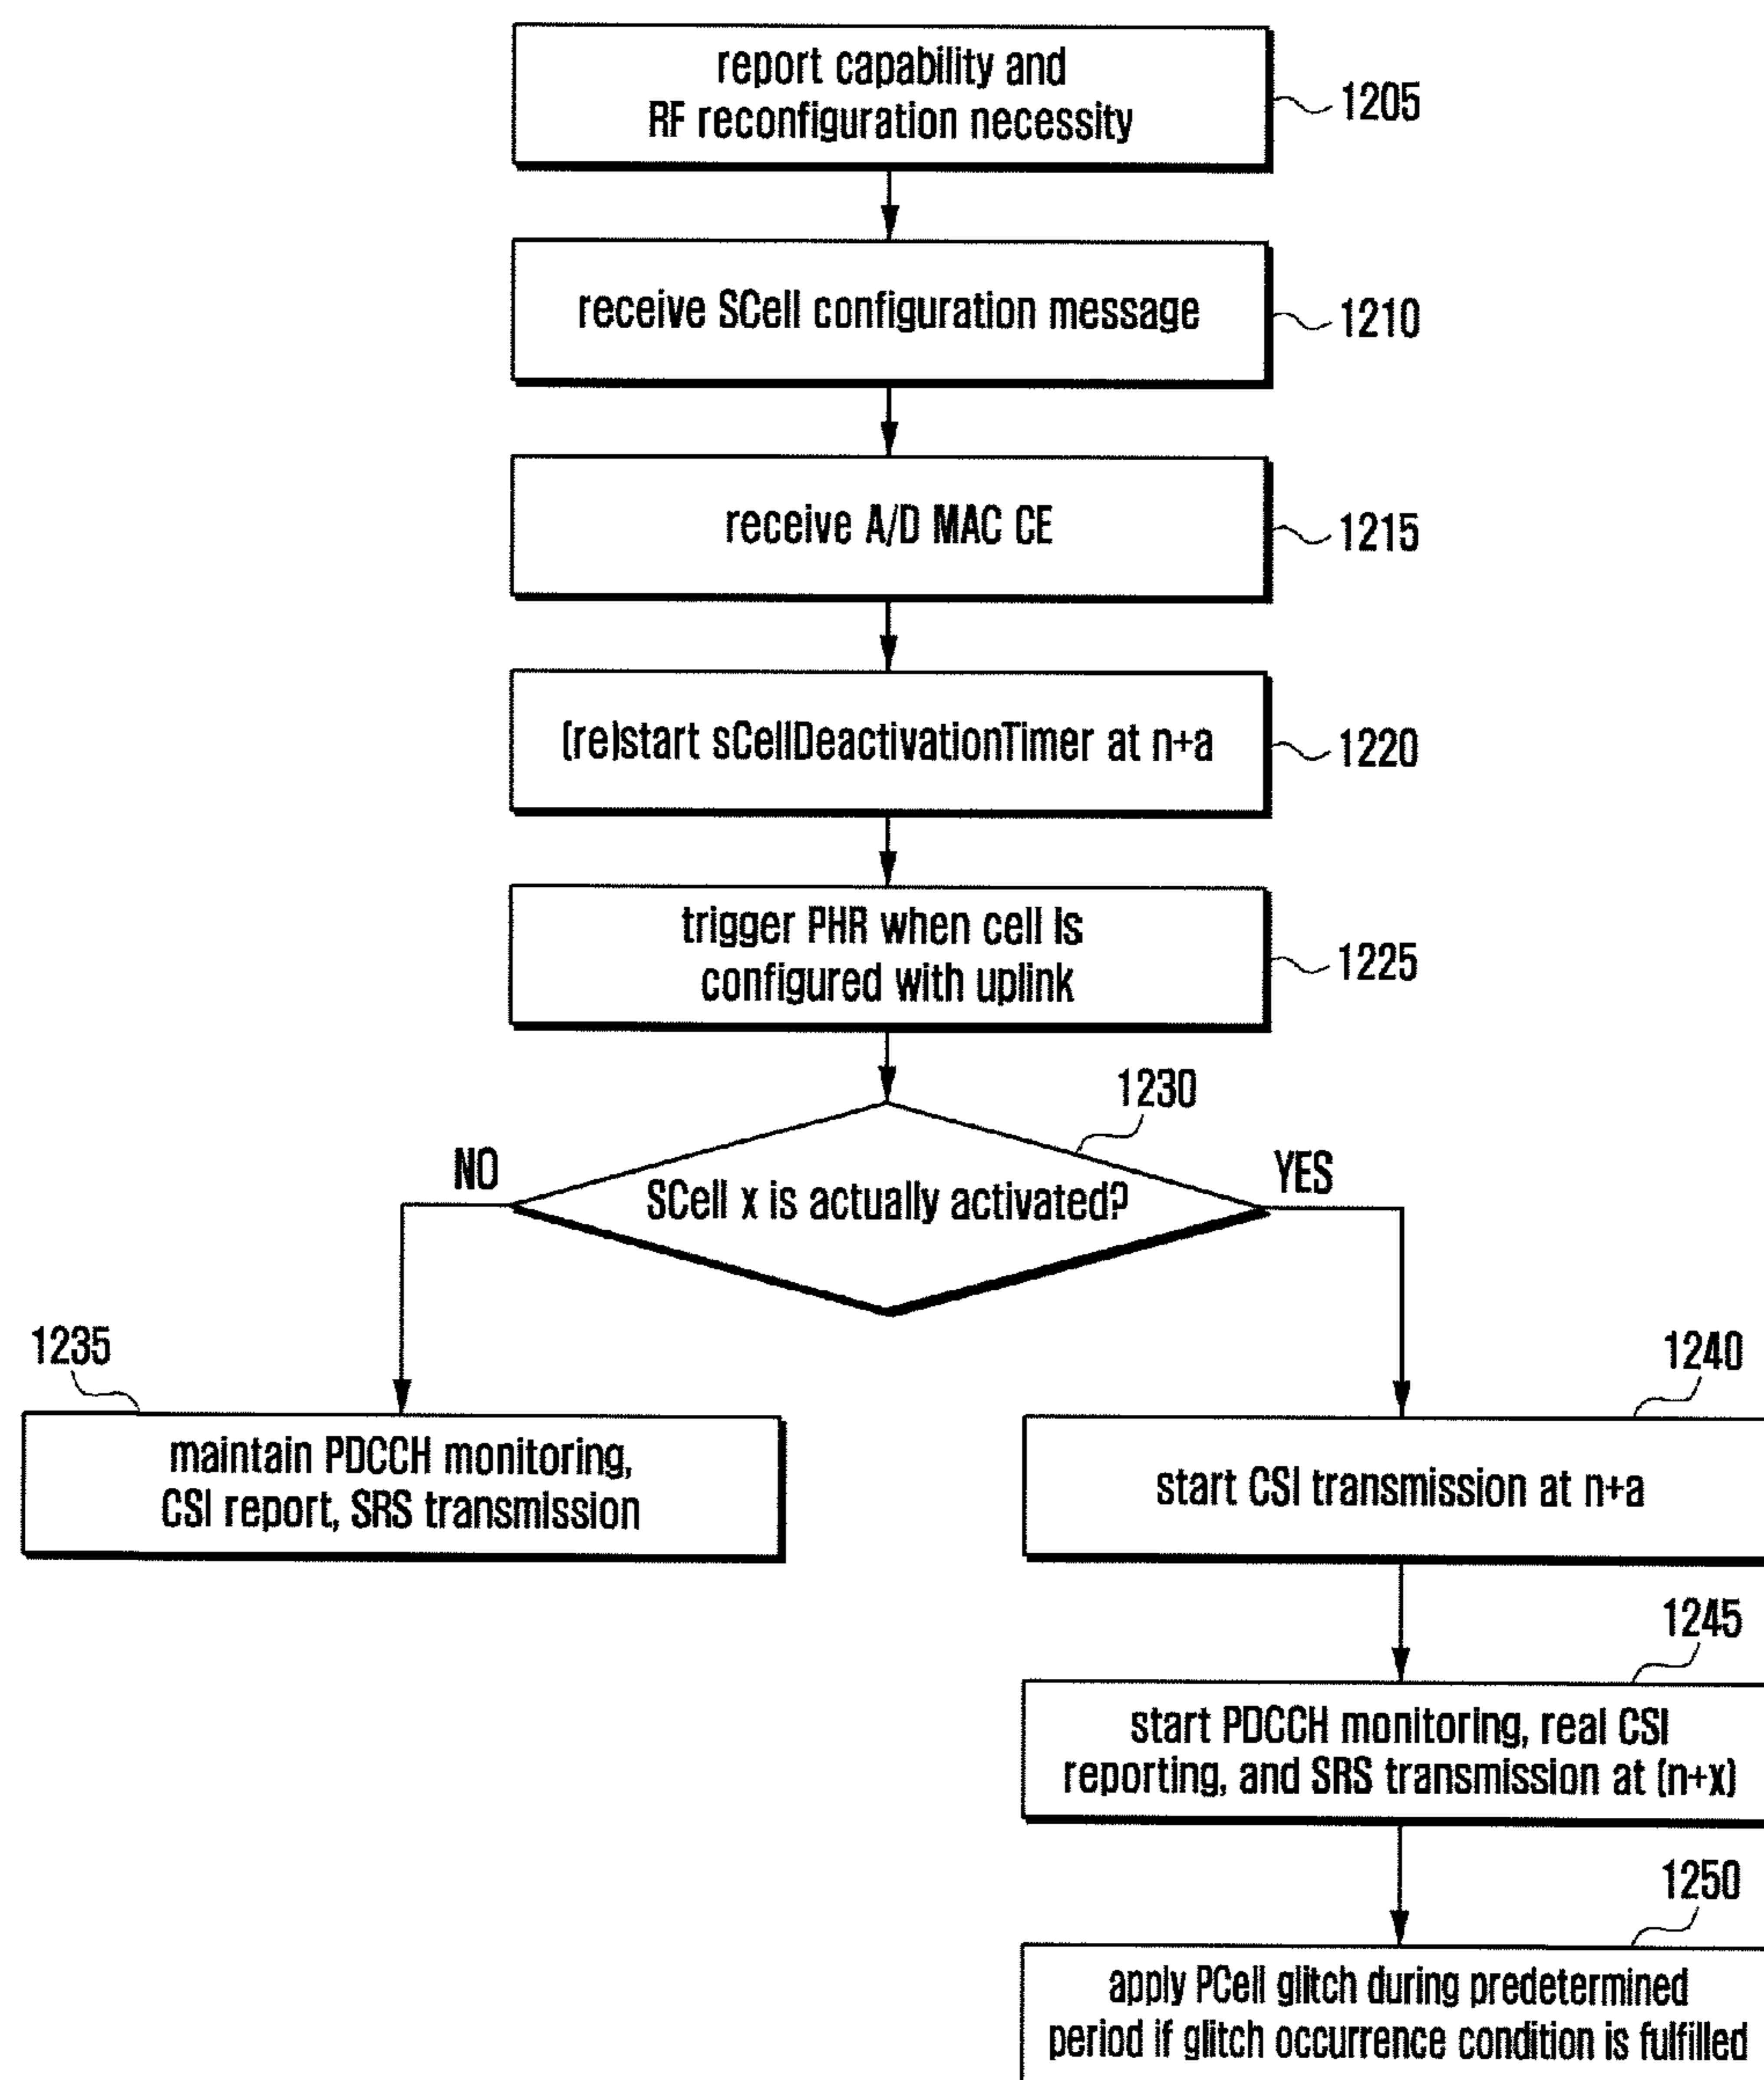 report capability and
RF reconfiguration necessity
1205
receive SCell configuration message
1210
receive A/D MAC CE
1215
(re)start sCellDeactivationTimer at n+a
1220
trigger PHR when cell is
configured with uplink
1225
1230
NO
SCell x is actually activated?
YES
1235
maintain PDCCH monitoring,
CSI report, SRS transmission
1240
start CSI transmission at n+a
1245
start PDCCH monitoring, real CSI
reporting, and SRS transmission at (n+x)
1250
apply PCell glitch during predetermined
period if glitch occurrence condition is fulfilled